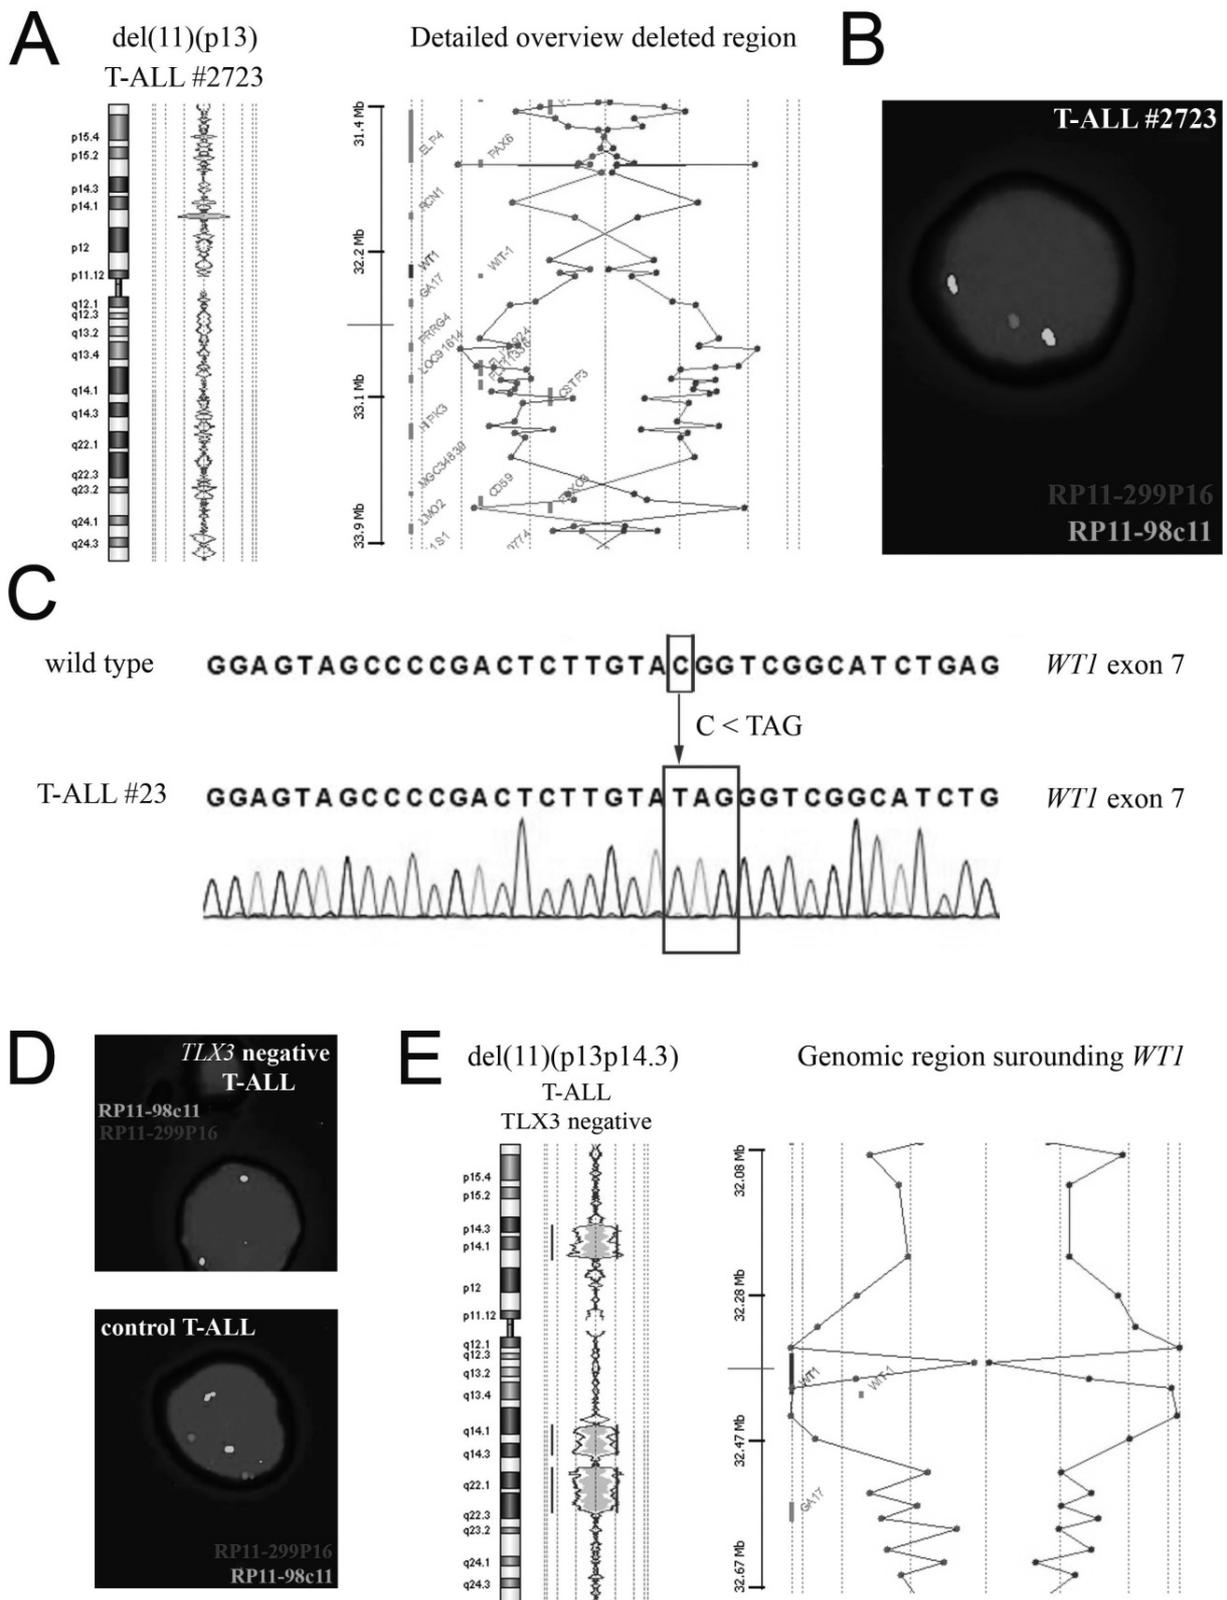 A
del(11)(p13)
T-ALL #2723
Detailed overview deleted region
p15.4
p15.2
p14.3
p14.1
p12
p11.12
q12.1
q12.3
q13.2
q13.4
q14.1
q14.3
q22.1
q22.3
q23.2
q24.1
q24.3
31.4 Mb
32.2 Mb
33.1 Mb
33.9 Mb
ELP4
PAX6
RCN1
WT1
WIT-1
GA17
PRRG4
LOC91614
CSTF3
HIPK3
MGC34830
CD59
LMO2
B
T-ALL #2723
RP11-299P16
RP11-98c11
C
wild type
GGAGTAGCCCCGACTCTTGTACGGTCGGCATCTGAG
WT1 exon 7
C < TAG
T-ALL #23
GGAGTAGCCCCGACTCTTGTATAGGGTCGGCATCTG
WT1 exon 7
D
TLX3 negative
T-ALL
RP11-98c11
RP11-299P16
control T-ALL
RP11-299P16
RP11-98c11
E
del(11)(p13p14.3)
T-ALL
TLX3 negative
Genomic region surounding WT1
p15.4
p15.2
p14.3
p14.1
p12
p11.12
q12.1
q12.3
q13.2
q13.4
q14.1
q14.3
q22.1
q22.3
q23.2
q24.1
q24.3
32.08 Mb
32.28 Mb
32.47 Mb
32.67 Mb
WT1
WIT-1
GA17